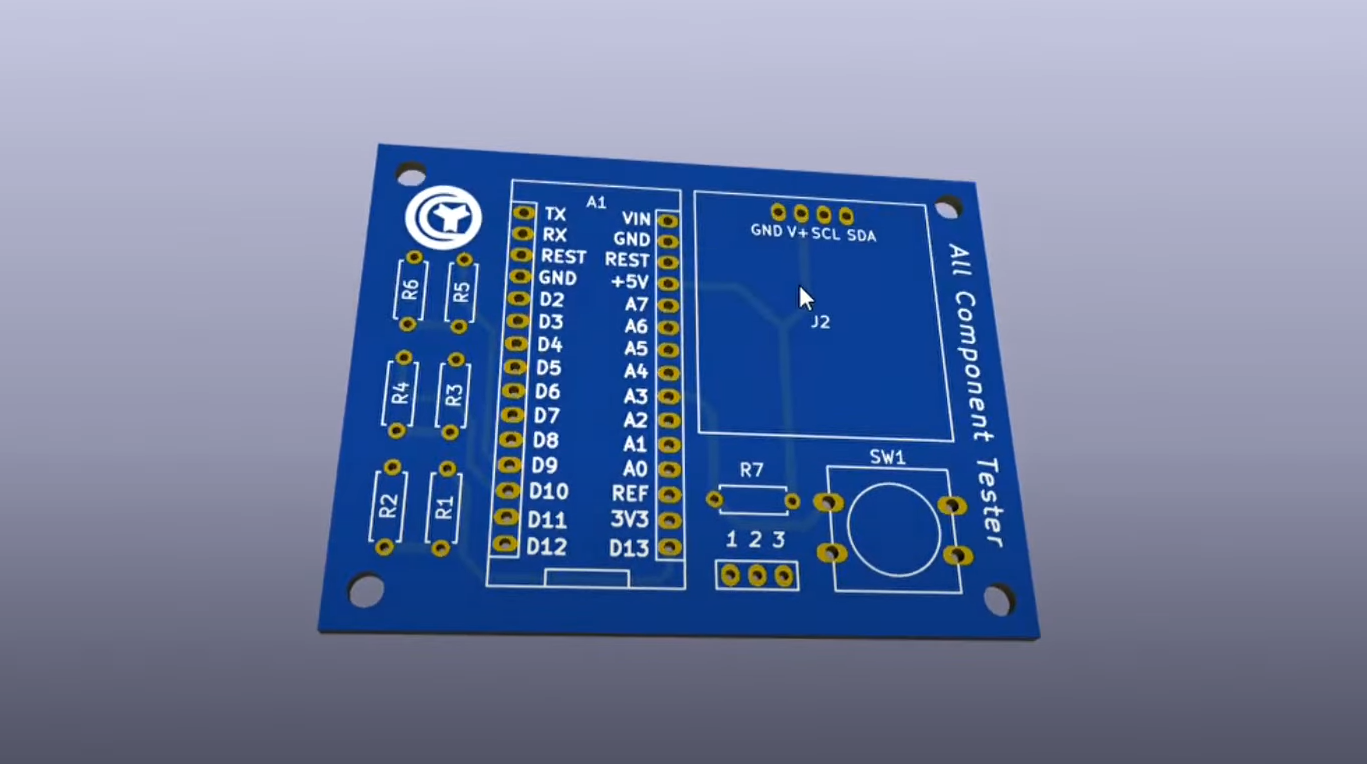 A1
TX
RX
REST
GND
D2
D3
D4
D5
D6
D7
D8
D9
D10
D11
D12
VIN
GND
REST
+5V
A7
A6
A5
A4
A3
A2
A1
A0
REF
3V3
D13
R6
R5
R4
R3
R2
R1
GND V+ SCL SDA
J2
All Component Tester
R7
SW1
1 2 3